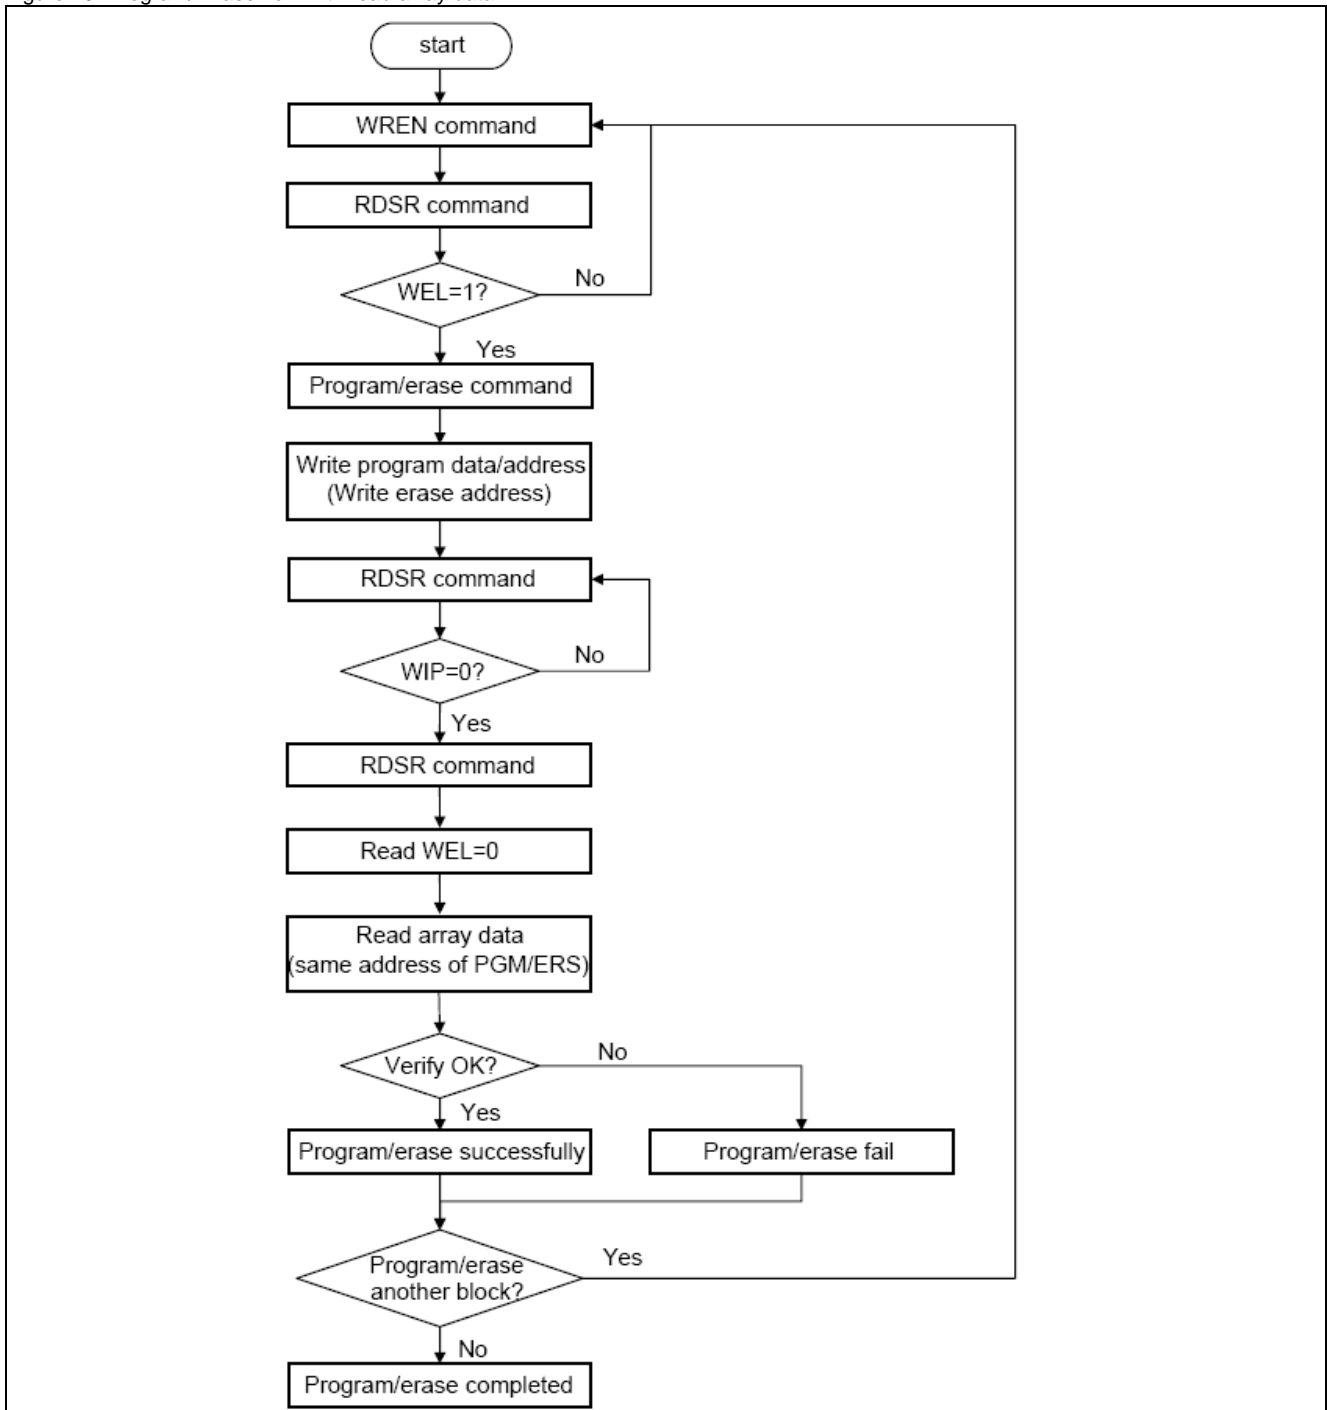 start
WREN command
RDSR command
WEL=1?
No
Yes
Program/erase command
Write program data/address
(Write erase address)
RDSR command
WIP=0?
No
Yes
RDSR command
Read WEL=0
Read array data
(same address of PGM/ERS)
Verify OK?
No
Yes
Program/erase successfully
Program/erase fail
Program/erase
another block?
Yes
No
Program/erase completed